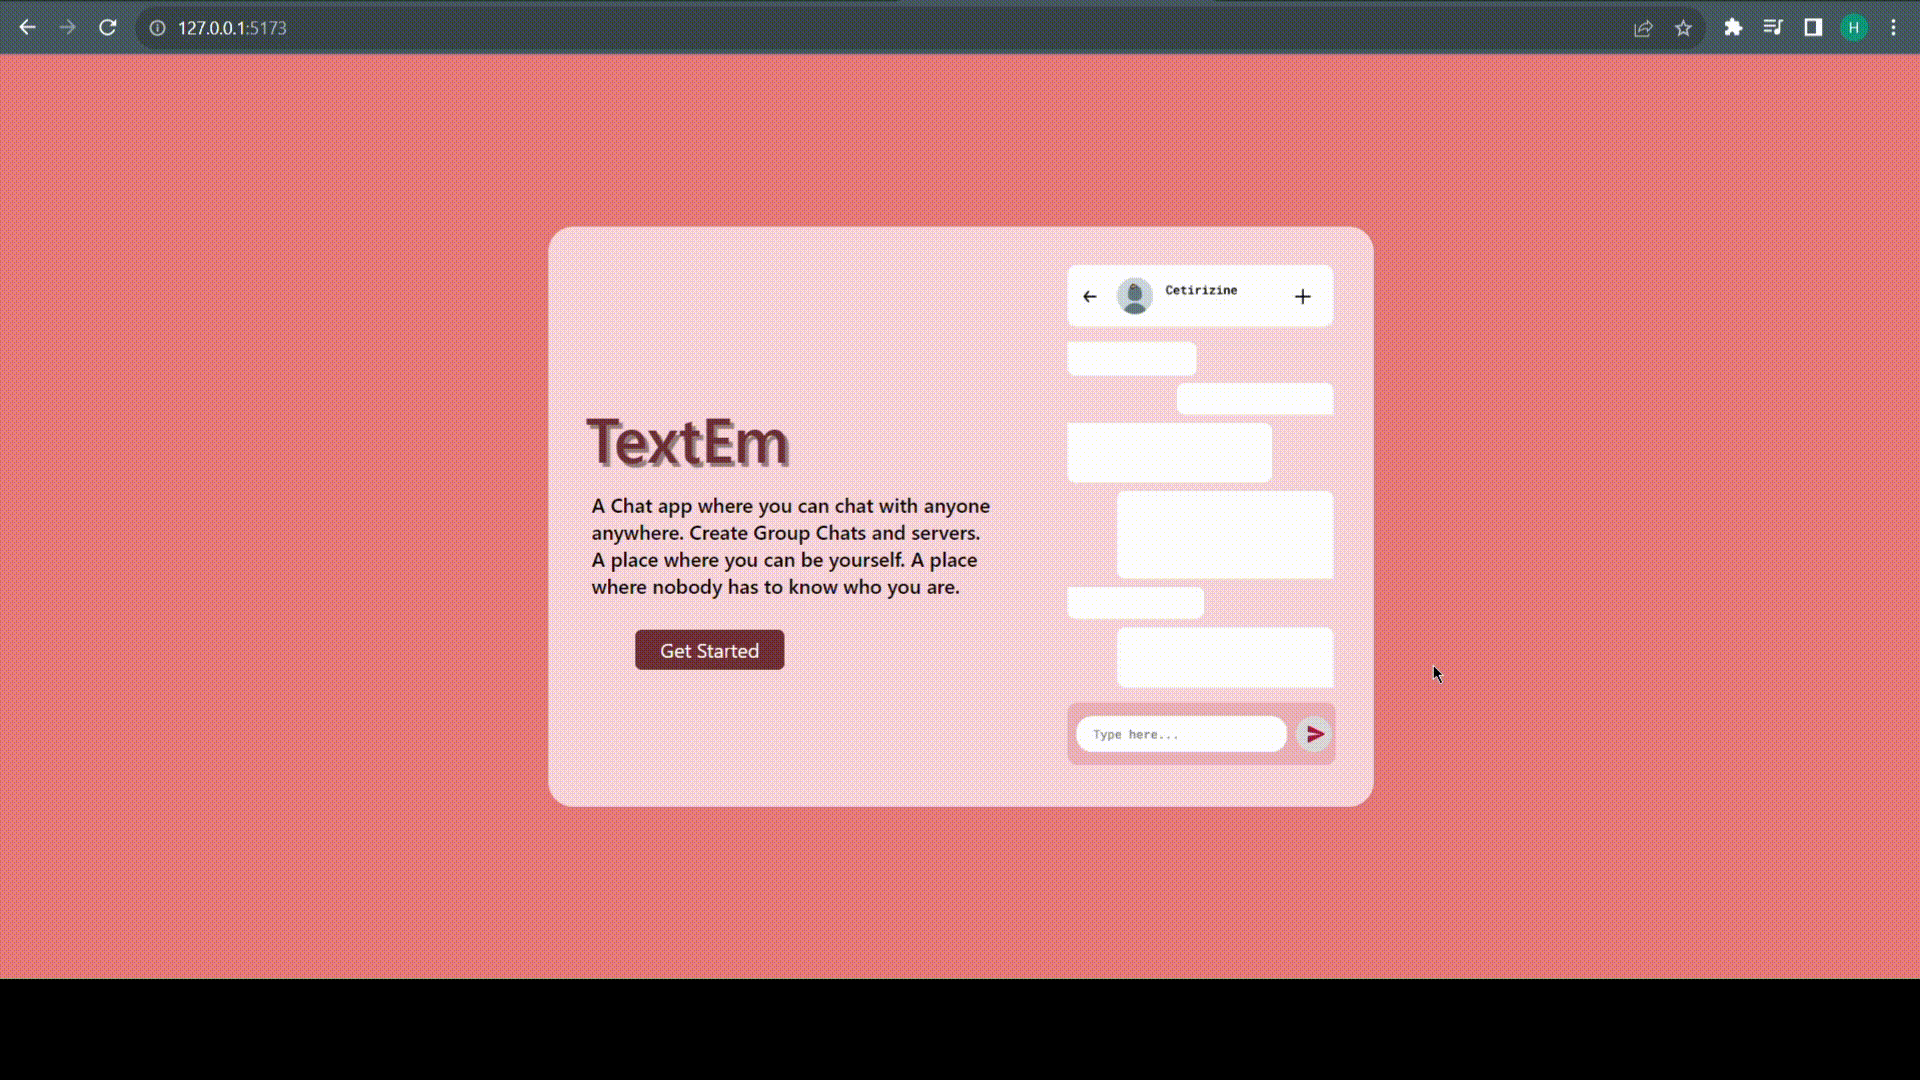 127.0.0.1:5173
H
Cetirizine
TextEm
A Chat app where you can chat with anyone
anywhere. Create Group Chats and servers.
A place where you can be yourself. A place
where nobody has to know who you are.
Get Started
Type here...